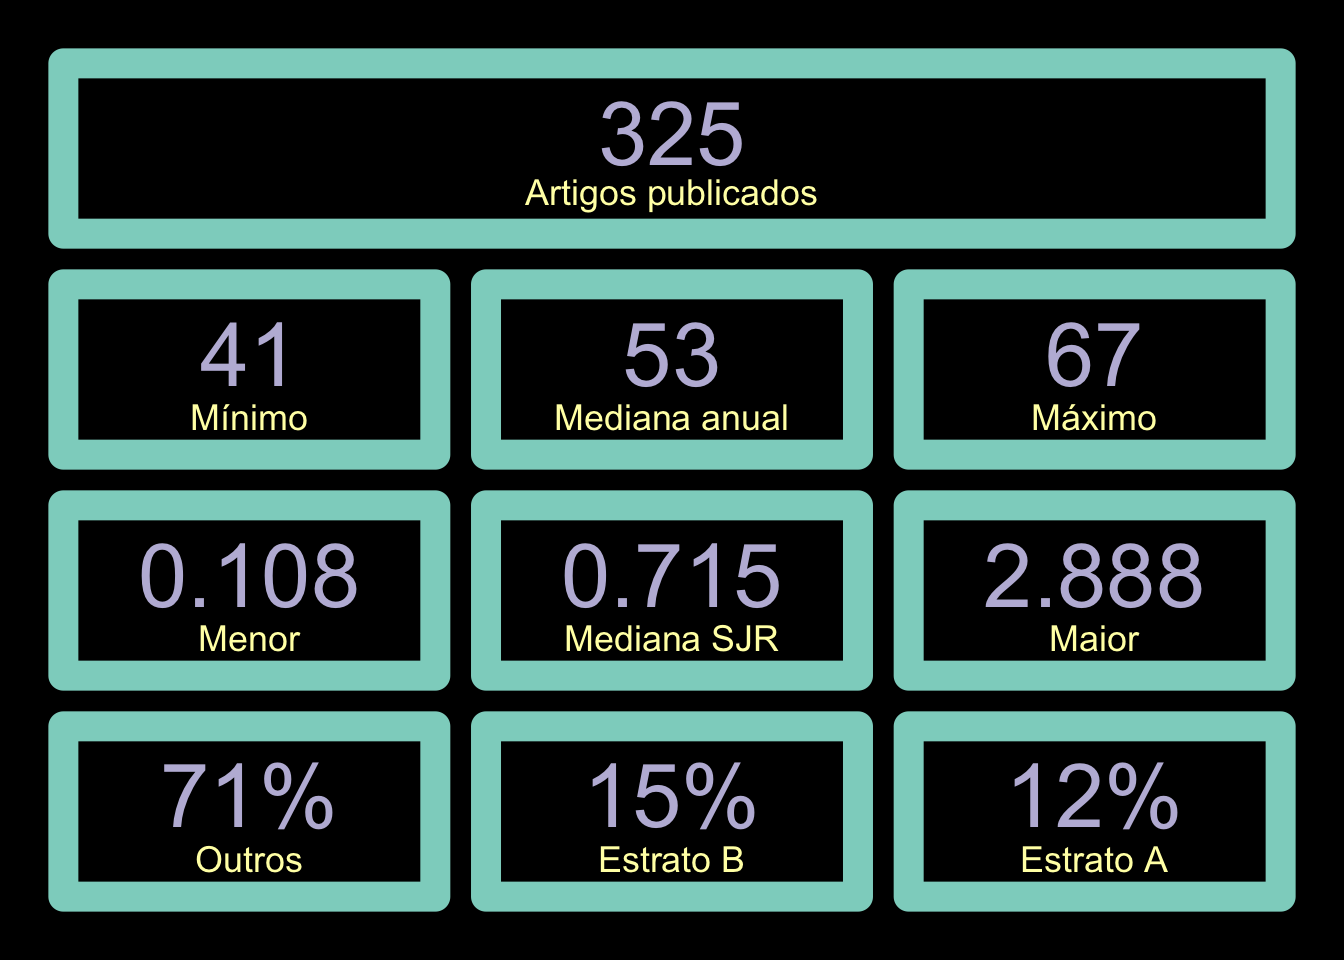 325
Artigos publicados
41
Mínimo
53
Mediana anual
67
Máximo
0.108
Menor
0.715
Mediana SJR
2.888
Maior
71%
Outros
15%
Estrato B
12%
Estrato A